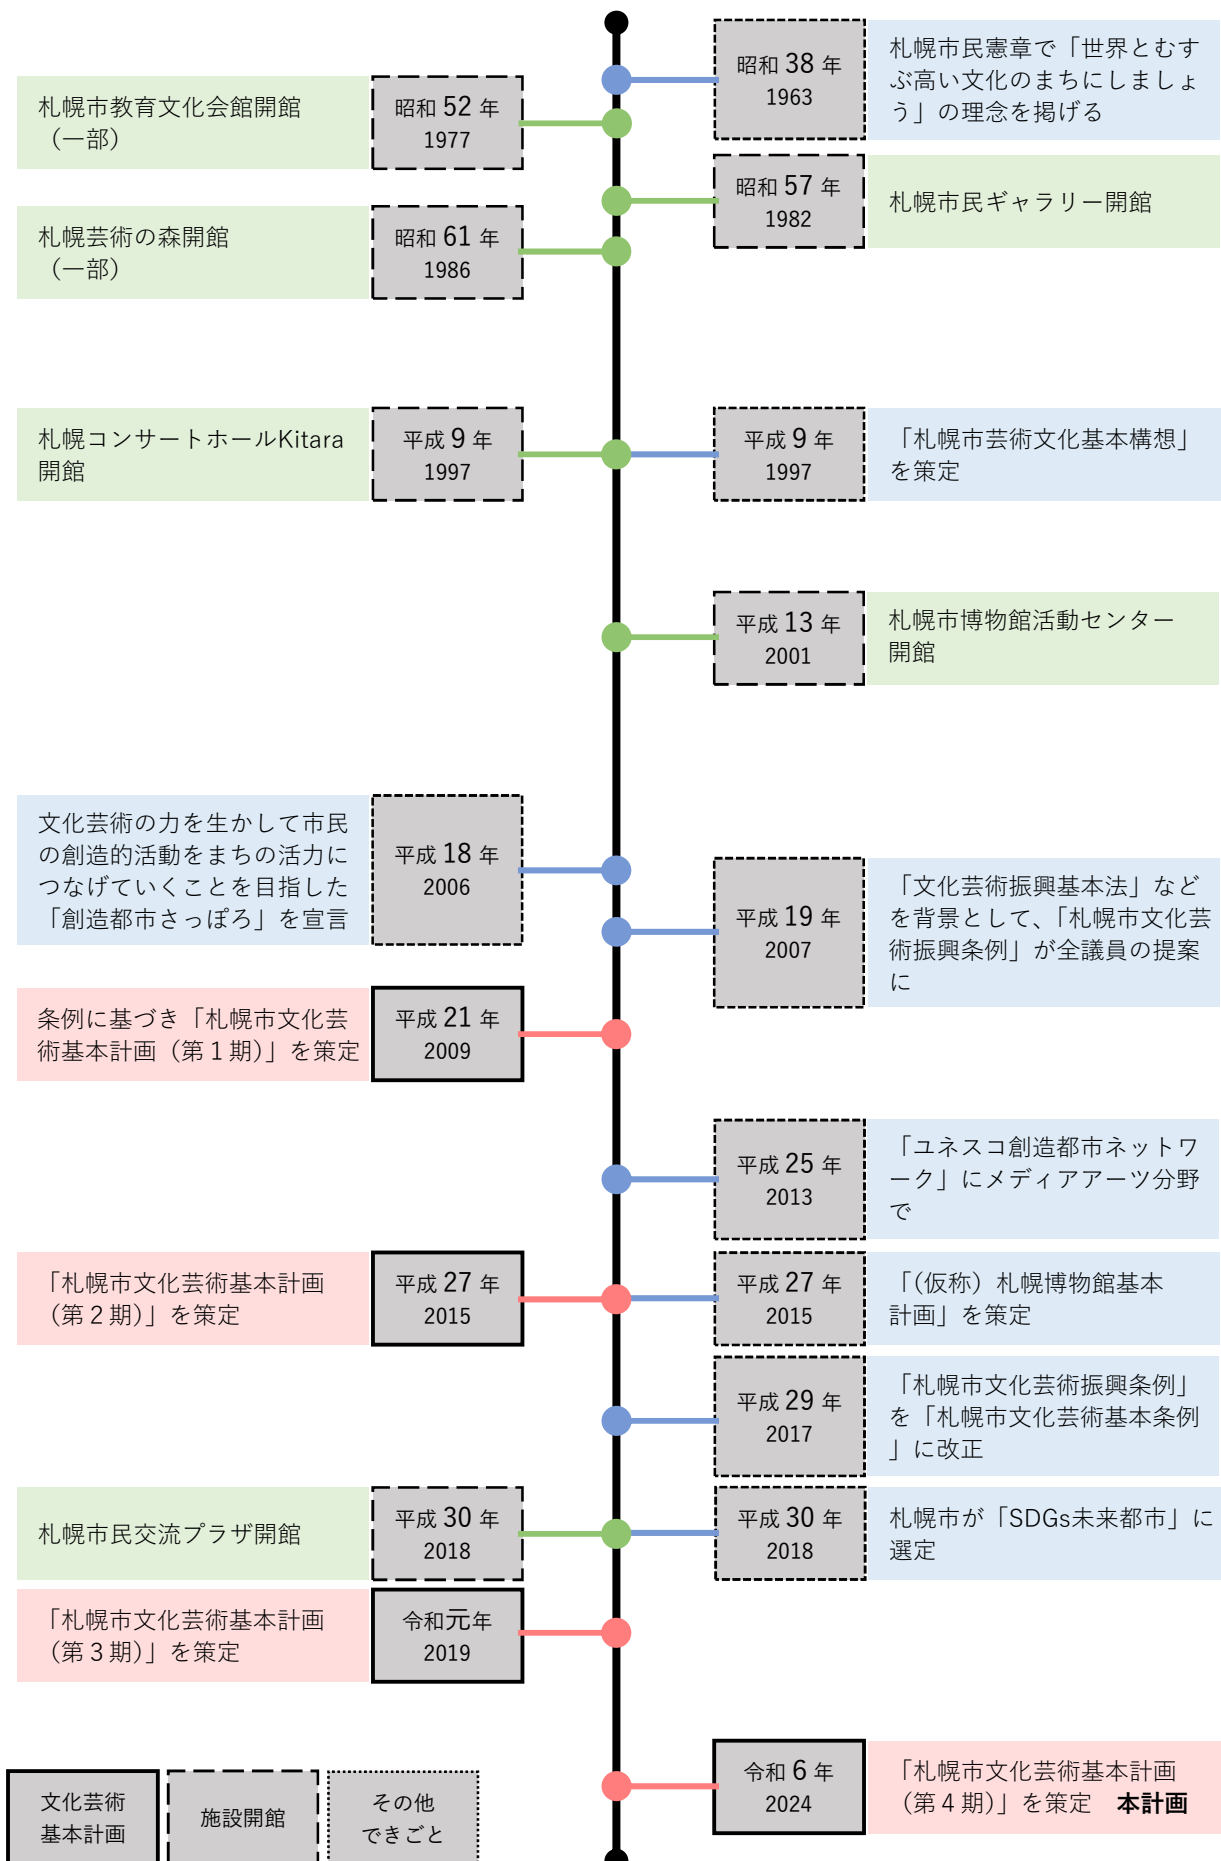 昭和 38 年
1963
札幌市民憲章で「世界とむす
ぶ高い文化のまちにしましょ
う」の理念を掲げる
札幌市教育文化会館開館
（一部）
昭和 52 年
1977
昭和 57 年
1982
札幌市民ギャラリー開館
札幌芸術の森開館
（一部）
昭和 61 年
1986
札幌コンサートホールKitara
開館
平成 9 年
1997
平成 9 年
1997
「札幌市芸術文化基本構想」
を策定
平成 13 年
2001
札幌市博物館活動センター
開館
文化芸術の力を生かして市民
の創造的活動をまちの活力に
つなげていくことを目指した
「創造都市さっぽろ」を宣言
平成 18 年
2006
平成 19 年
2007
「文化芸術振興基本法」など
を背景として、「札幌市文化芸
術振興条例」が全議員の提案
に
条例に基づき「札幌市文化芸
術基本計画（第１期)」を策定
平成 21 年
2009
平成 25 年
2013
「ユネスコ創造都市ネットワ
ーク」にメディアアーツ分野
で
「札幌市文化芸術基本計画
（第２期)」を策定
平成 27 年
2015
平成 27 年
2015
「(仮称）札幌博物館基本
計画」を策定
平成 29 年
2017
「札幌市文化芸術振興条例」
を「札幌市文化芸術基本条例
」に改正
札幌市民交流プラザ開館
平成 30 年
2018
平成 30 年
2018
札幌市が「SDGs未来都市」に
選定
「札幌市文化芸術基本計画
（第３期)」を策定
令和元年
2019
令和 6 年
2024
「札幌市文化芸術基本計画
（第４期)」を策定　本計画
文化芸術
基本計画
施設開館
その他
できごと